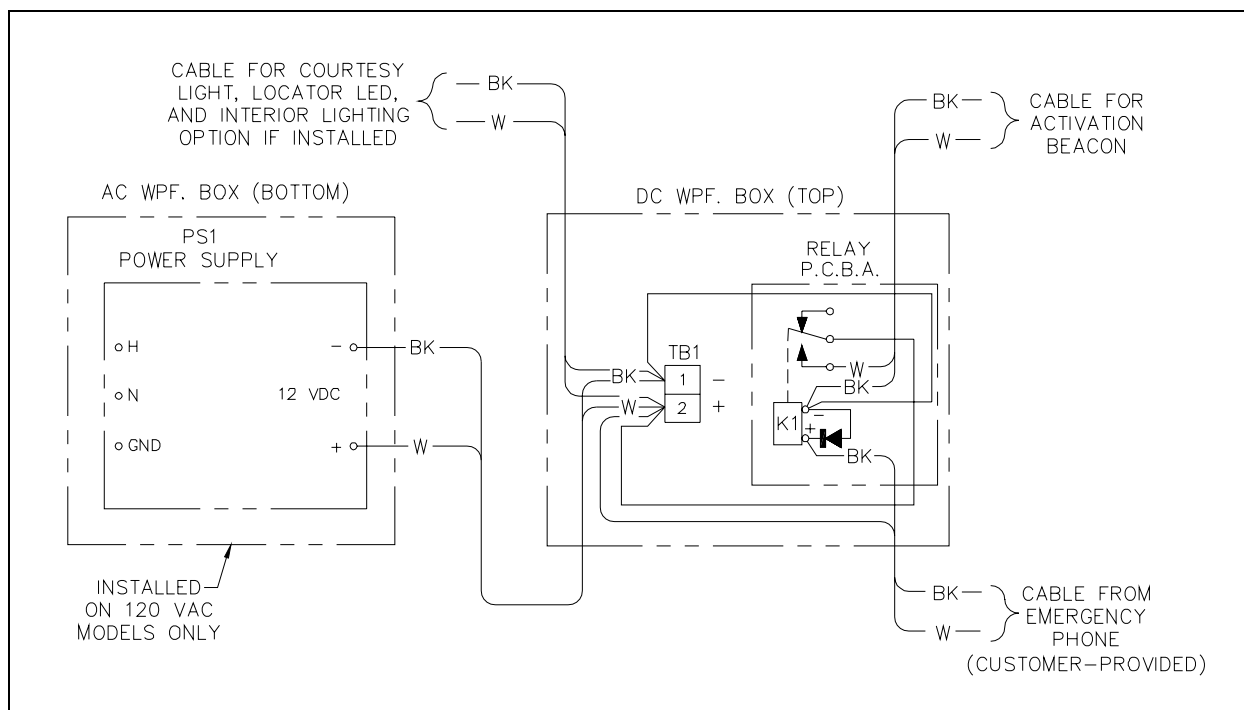 CABLE FOR COURTESY
LIGHT, LOCATOR LED,
AND INTERIOR LIGHTING
OPTION IF INSTALLED
BK
W
BK
W
CABLE FOR
ACTIVATION
BEACON
AC WPF. BOX (BOTTOM)
DC WPF. BOX (TOP)
PS1
POWER SUPPLY
RELAY
P.C.B.A.
H
N
GND
-
12 VDC
+
BK
W
TB1
BK
1
-
W
2
+
W
BK
K1
-
+
BK
INSTALLED
ON 120 VAC
MODELS ONLY
BK
W
CABLE FROM
EMERGENCY
PHONE
(CUSTOMER-PROVIDED)